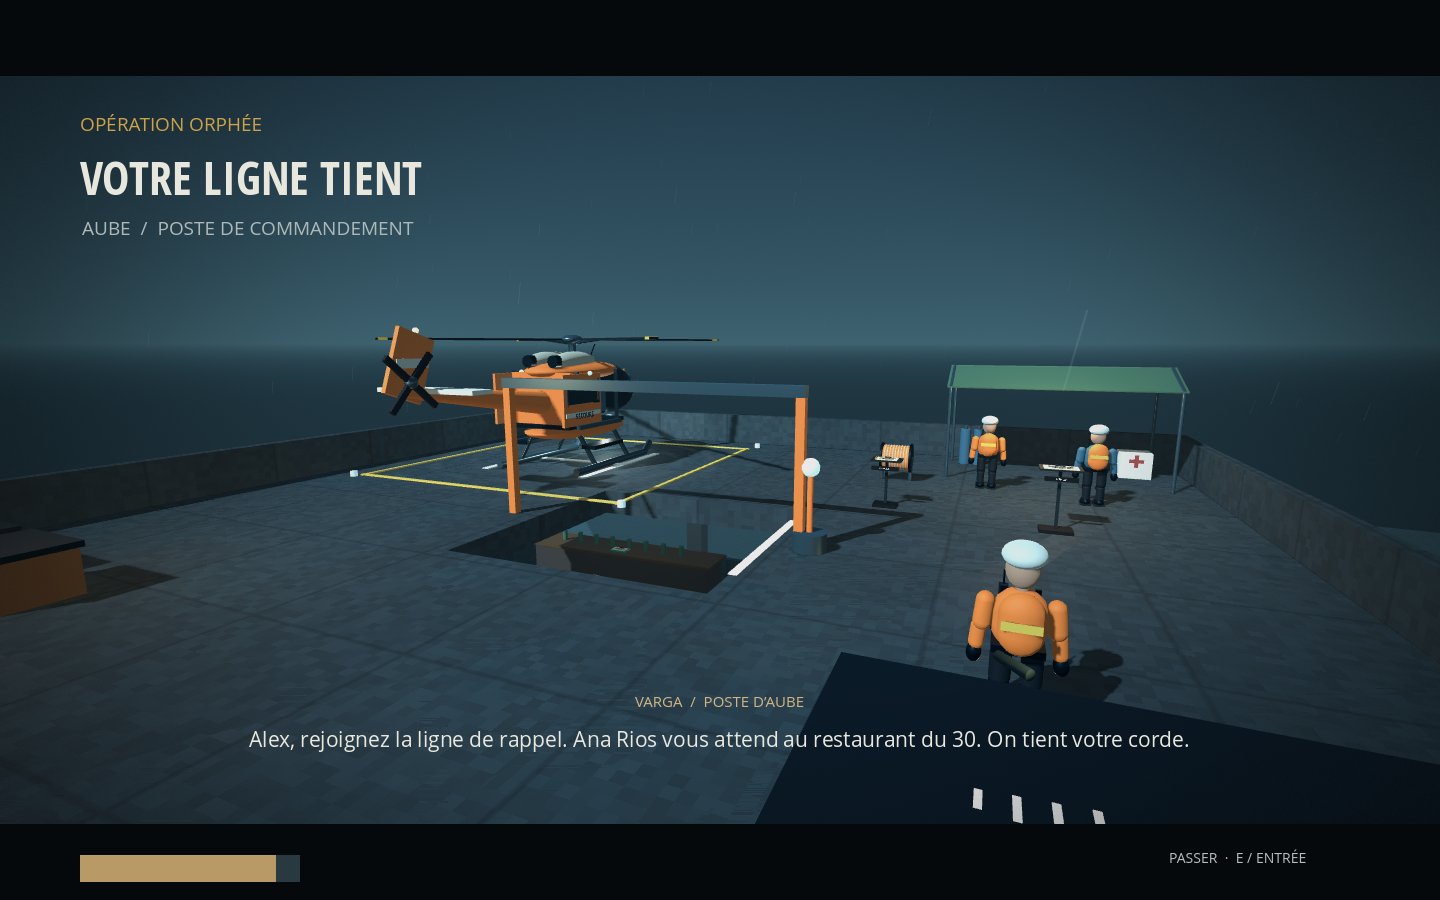 OPÉRATION ORPHÉE
VOTRE LIGNE TIENT
AUBE / POSTE DE COMMANDEMENT
VARGA / POSTE D'AUBE
Alex, rejoignez la ligne de rappel. Ana Rios vous attend au restaurant du 30. On tient votre corde.
PASSER · E / ENTRÉE